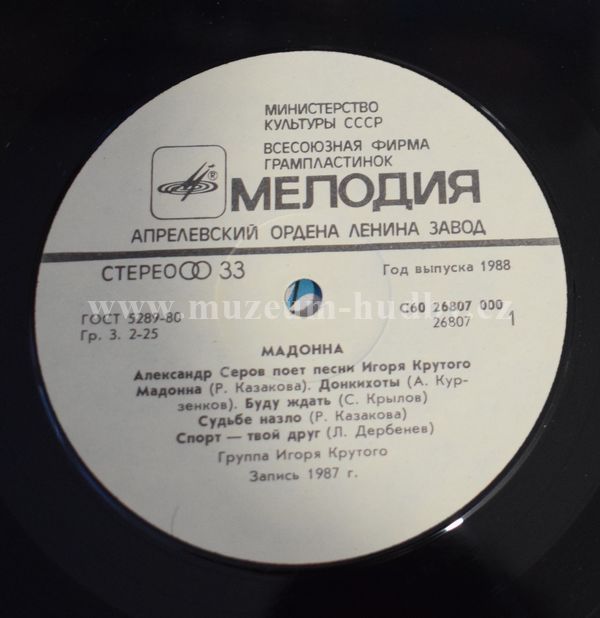 МИНИСТЕРСТВО
КУЛЬТУРЫ СССР
ВСЕСОЮЗНАЯ ФИРМА
ГРАМПЛАСТИНОК
®
МЕЛОДИЯ
АПРЕЛЕВСКИЙ ОРДЕНА ЛЕНИНА ЗАВОД
СТЕРЕО 33
Год выпуска 1988
www.muzeum-hudby.cz
ГОСТ 5289-80
С60 26807 000
Гр. 3. 2-25
26807 1
МАДОННА
Александр Серов поет песни Игоря Крутого
Мадонна (Р. Казакова). Донкихоты (А. Кур-
зенков). Буду ждать (С. Крылов)
Судьбе назло (Р. Казакова)
Спорт — твой друг (Л. Дербенев)
Группа Игоря Крутого
Запись 1987 г.